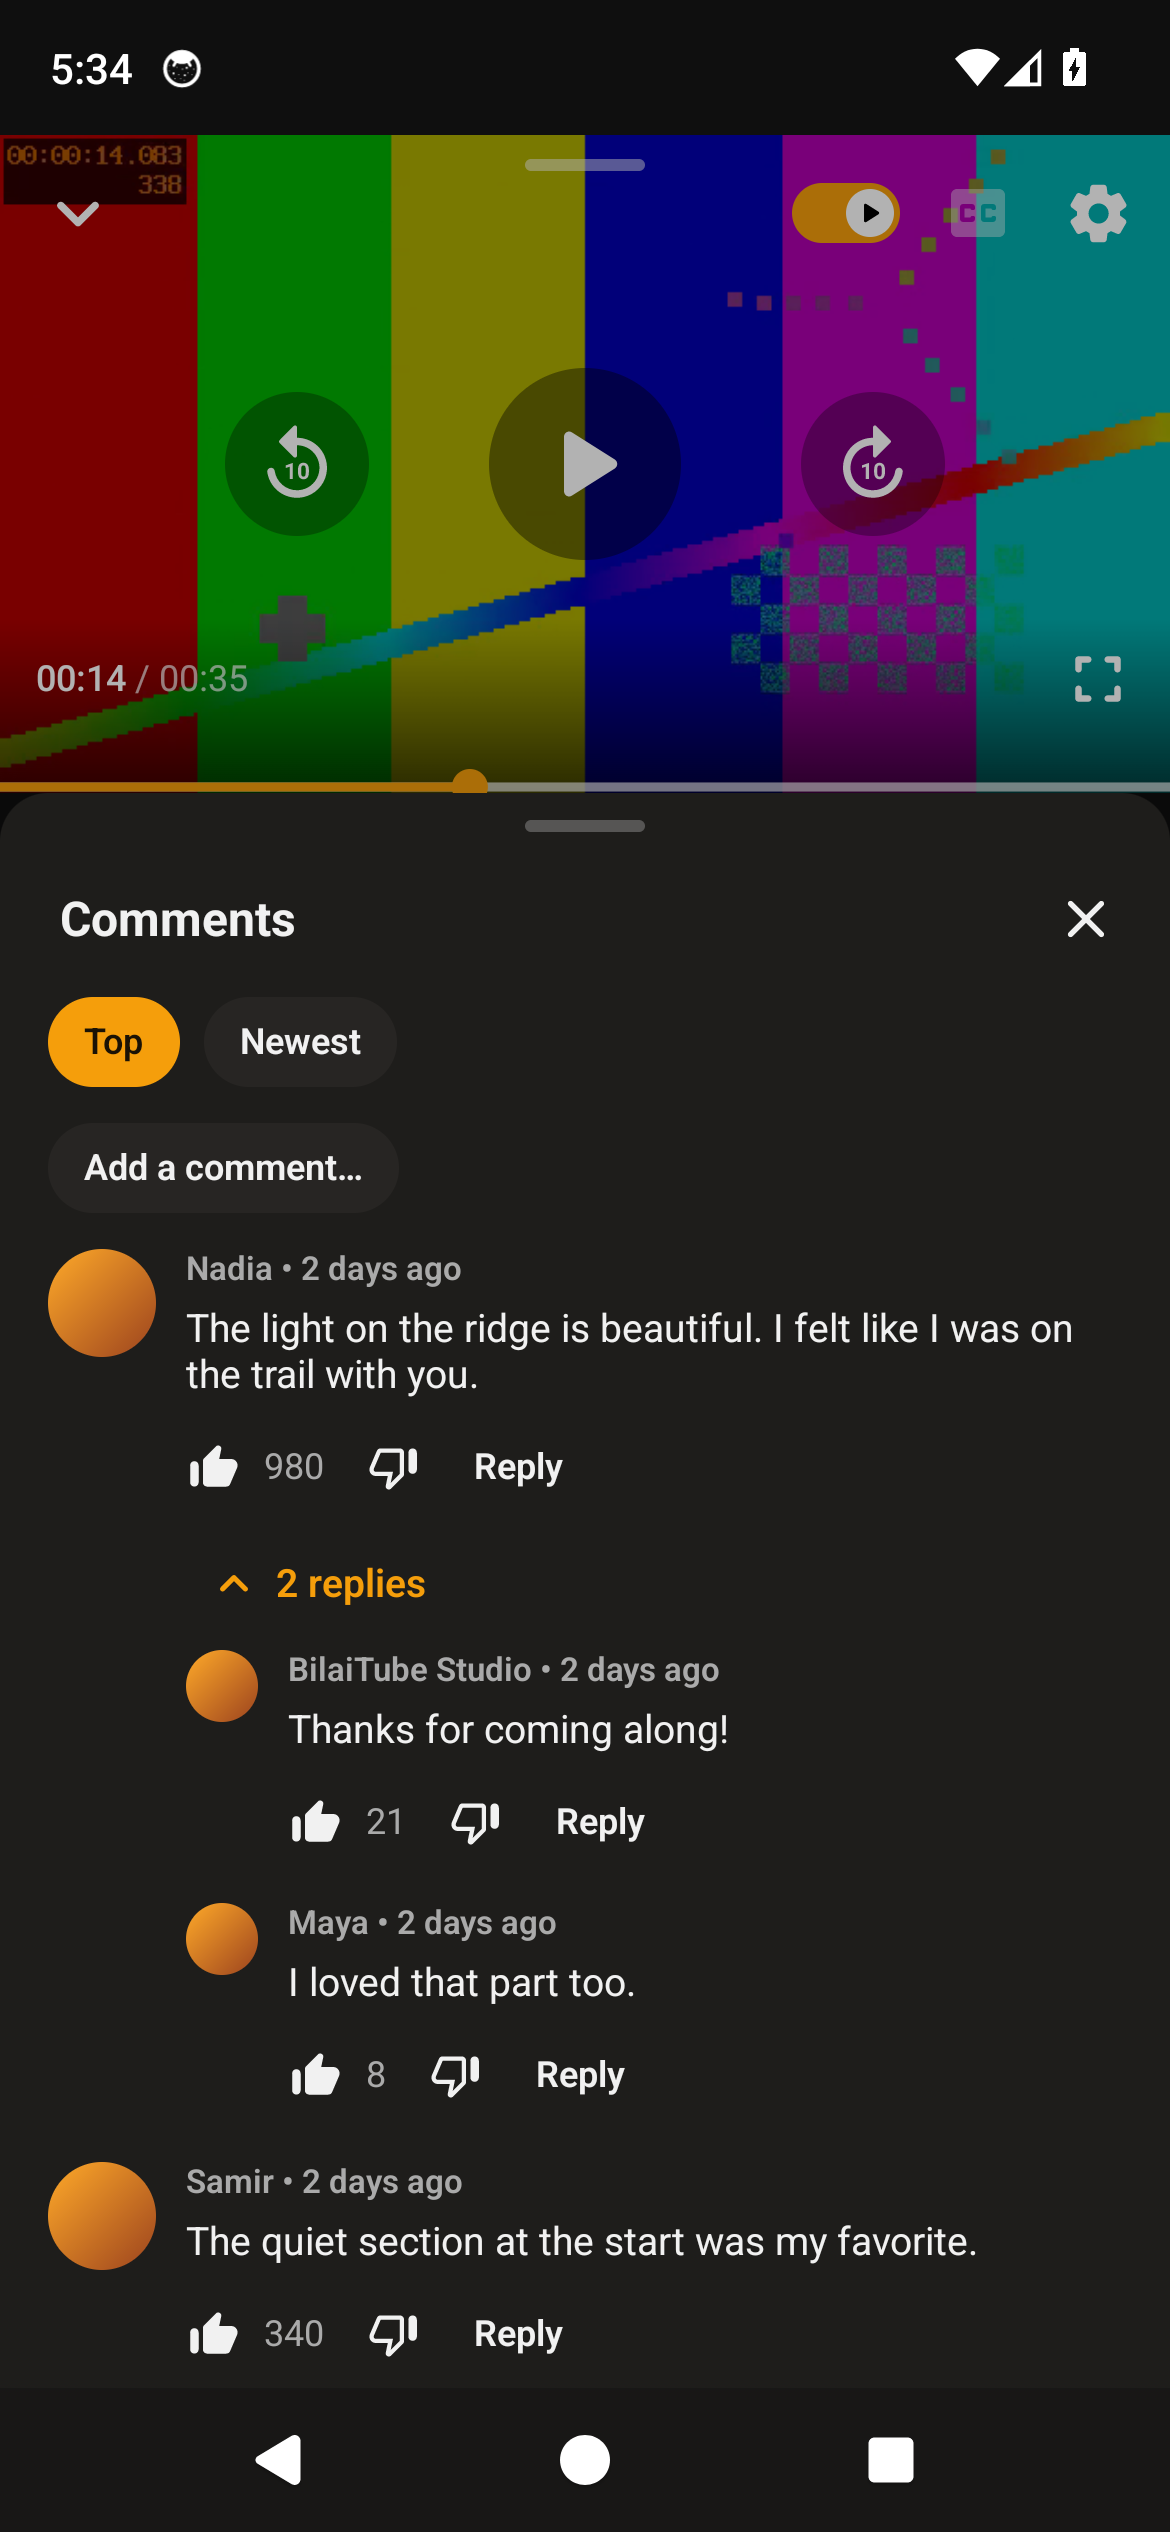 5:34
00:00:14.083
338
CC
10
10
00:14 / 00:35
Comments
Top
Newest
Add a comment...
Nadia • 2 days ago
The light on the ridge is beautiful. I felt like I was on
the trail with you.
980
Reply
2 replies
BilaiTube Studio • 2 days ago
Thanks for coming along!
21
Reply
Maya • 2 days ago
I loved that part too.
8
Reply
Samir • 2 days ago
The quiet section at the start was my favorite.
340
Reply